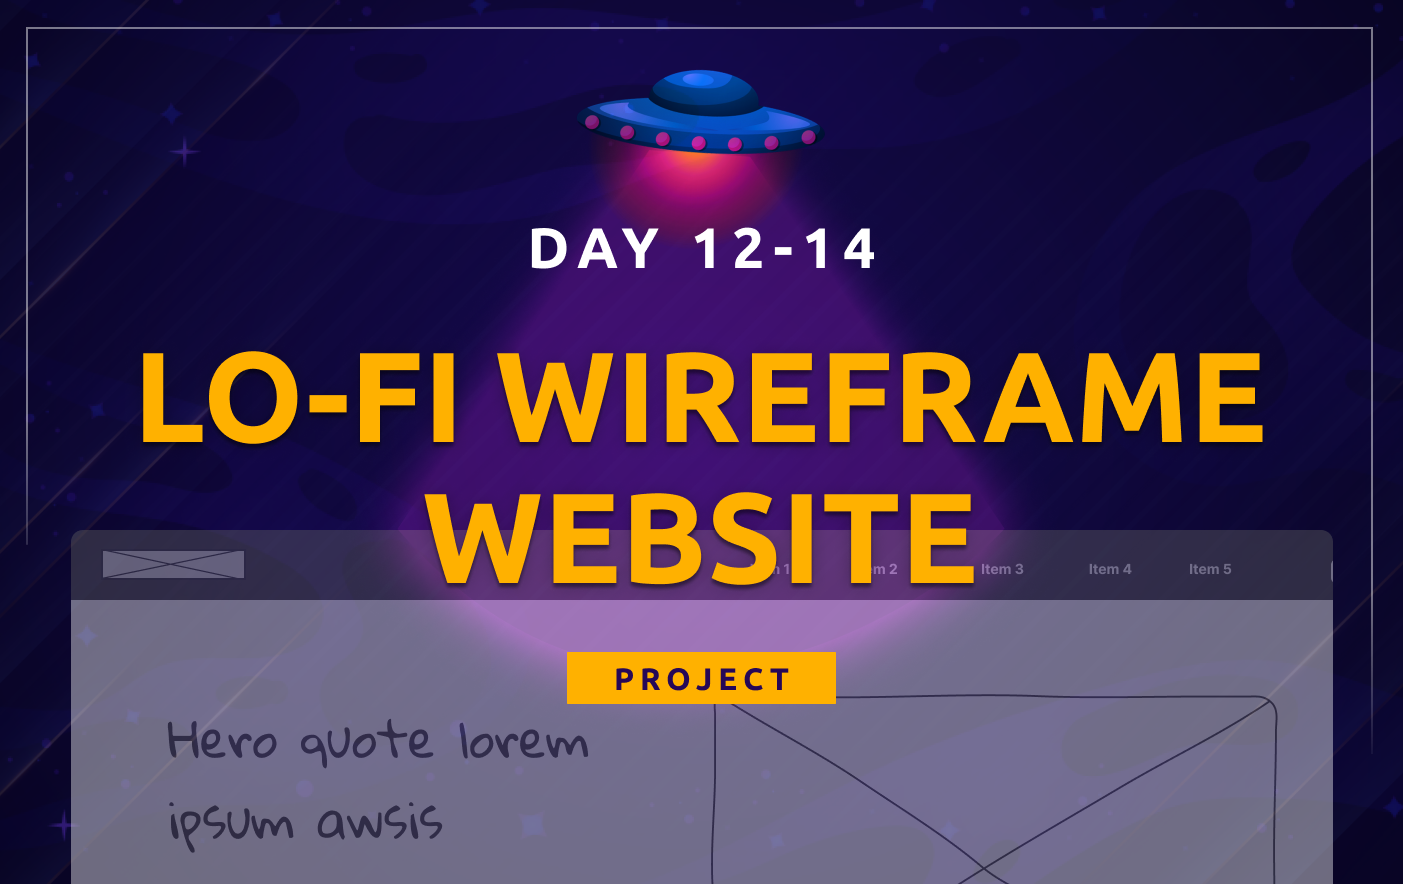 DAY 12-14
LO-FI WIREFRAME
WEBSITE
Item 3 Item 4 Item 5
PROJECT
Hero quote lorem
ipsum awsis